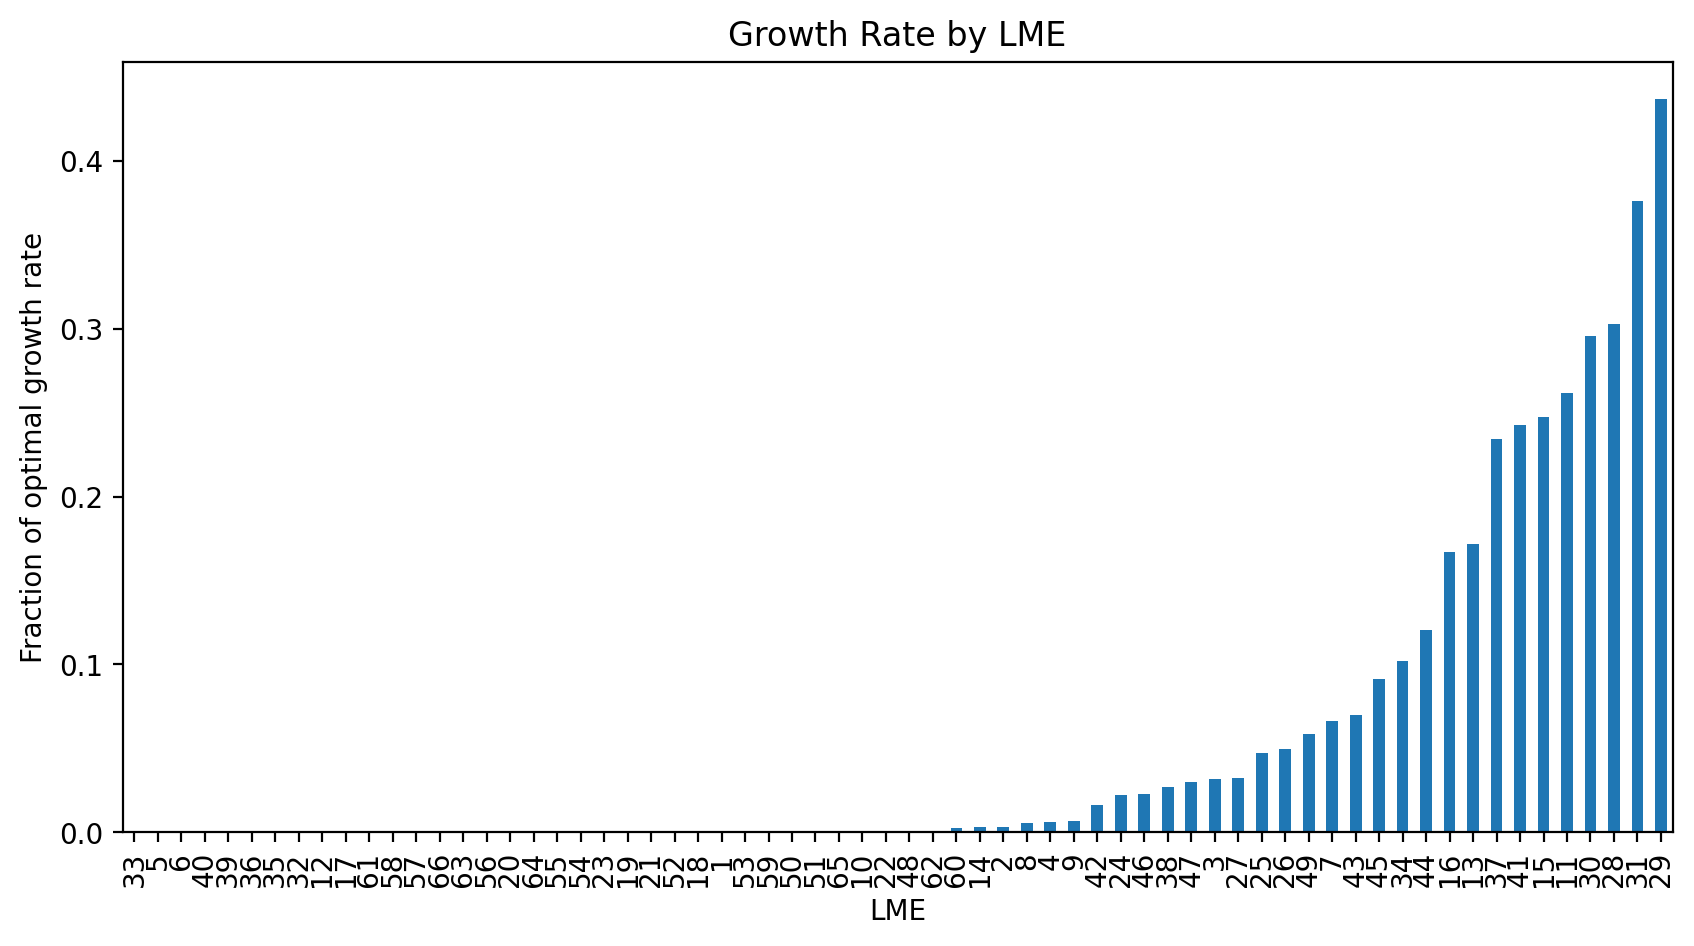 Growth Rate by LME
Fraction of optimal growth rate
0.4
0.3
0.2
0.1
0.0
33 5 6 40 39 36 35 32 12 17 61 58 57 66 63 56 20 64 55 54 23 19 21 52 18 1 53 59 50 51 65 10 22 48 62 60 14 2 8 4 9 42 24 46 38 47 3 27 25 26 49 7 43 45 34 44 16 13 37 41 15 11 30 28 31 29
LME